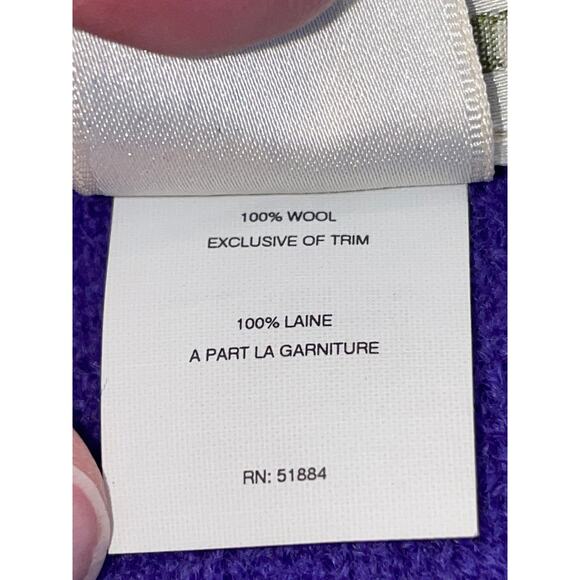 100% WOOL
EXCLUSIVE OF TRIM
100% LAINE
A PART LA GARNITURE
RN: 51884